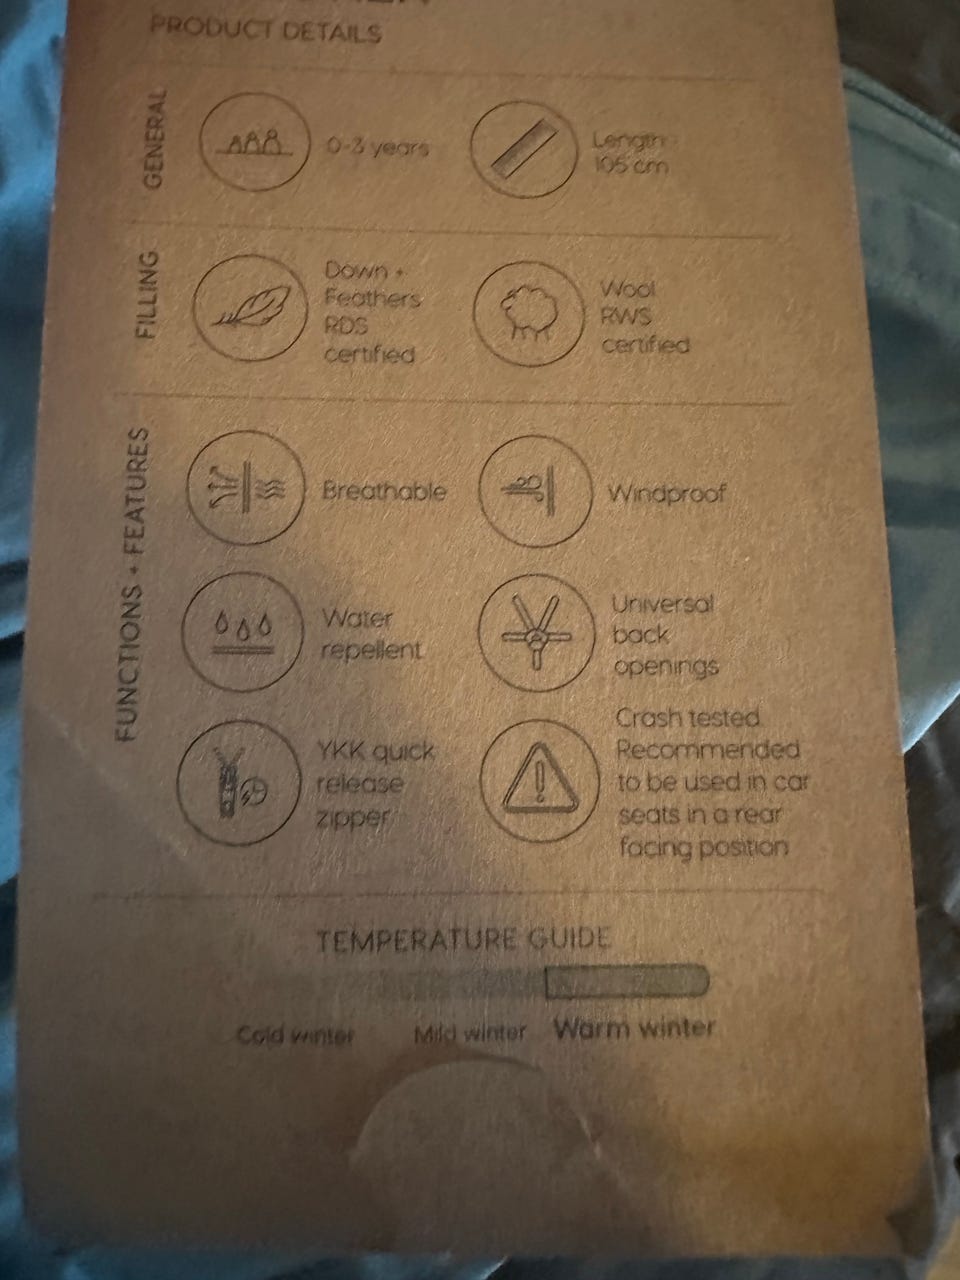 PRODUCT DETAILS
GENERAL
0-3 years
Length
105 cm
FILLING
Down +
Feathers
RDS
certified
Wool
RWS
certified
FUNCTIONS + FEATURES
Breathable
Windproof
Water
repellent
Universal
back
openings
YKK quick
release
zipper
Crash tested
Recommended
to be used in car
seats in a rear
facing position
TEMPERATURE GUIDE
Cold winter
Mild winter
Warm winter